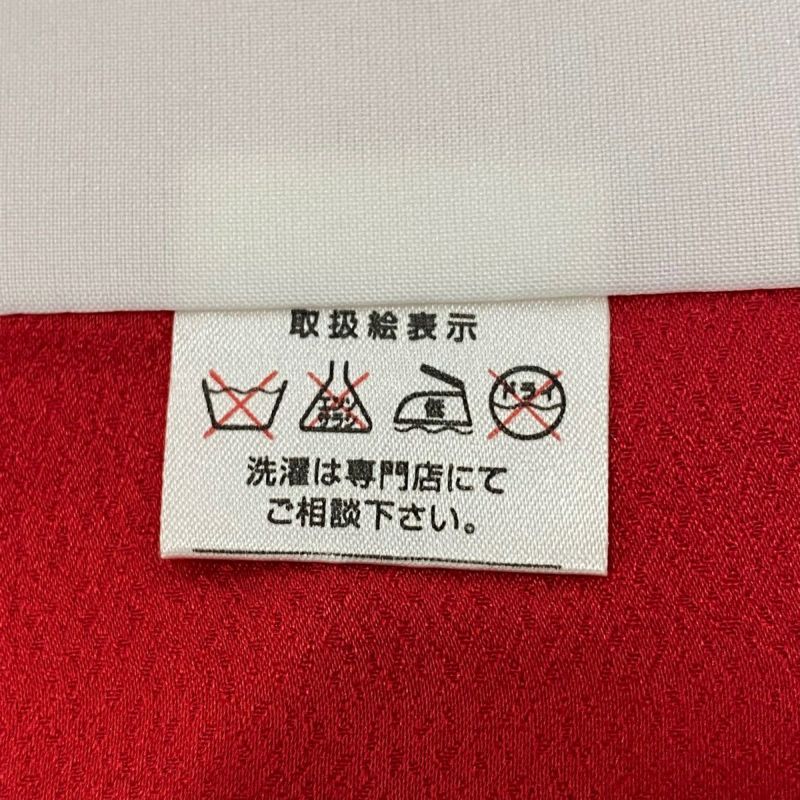 取扱絵表示
エンソ サラシ 低 ドライ
洗濯は専門店にて
ご相談下さい。